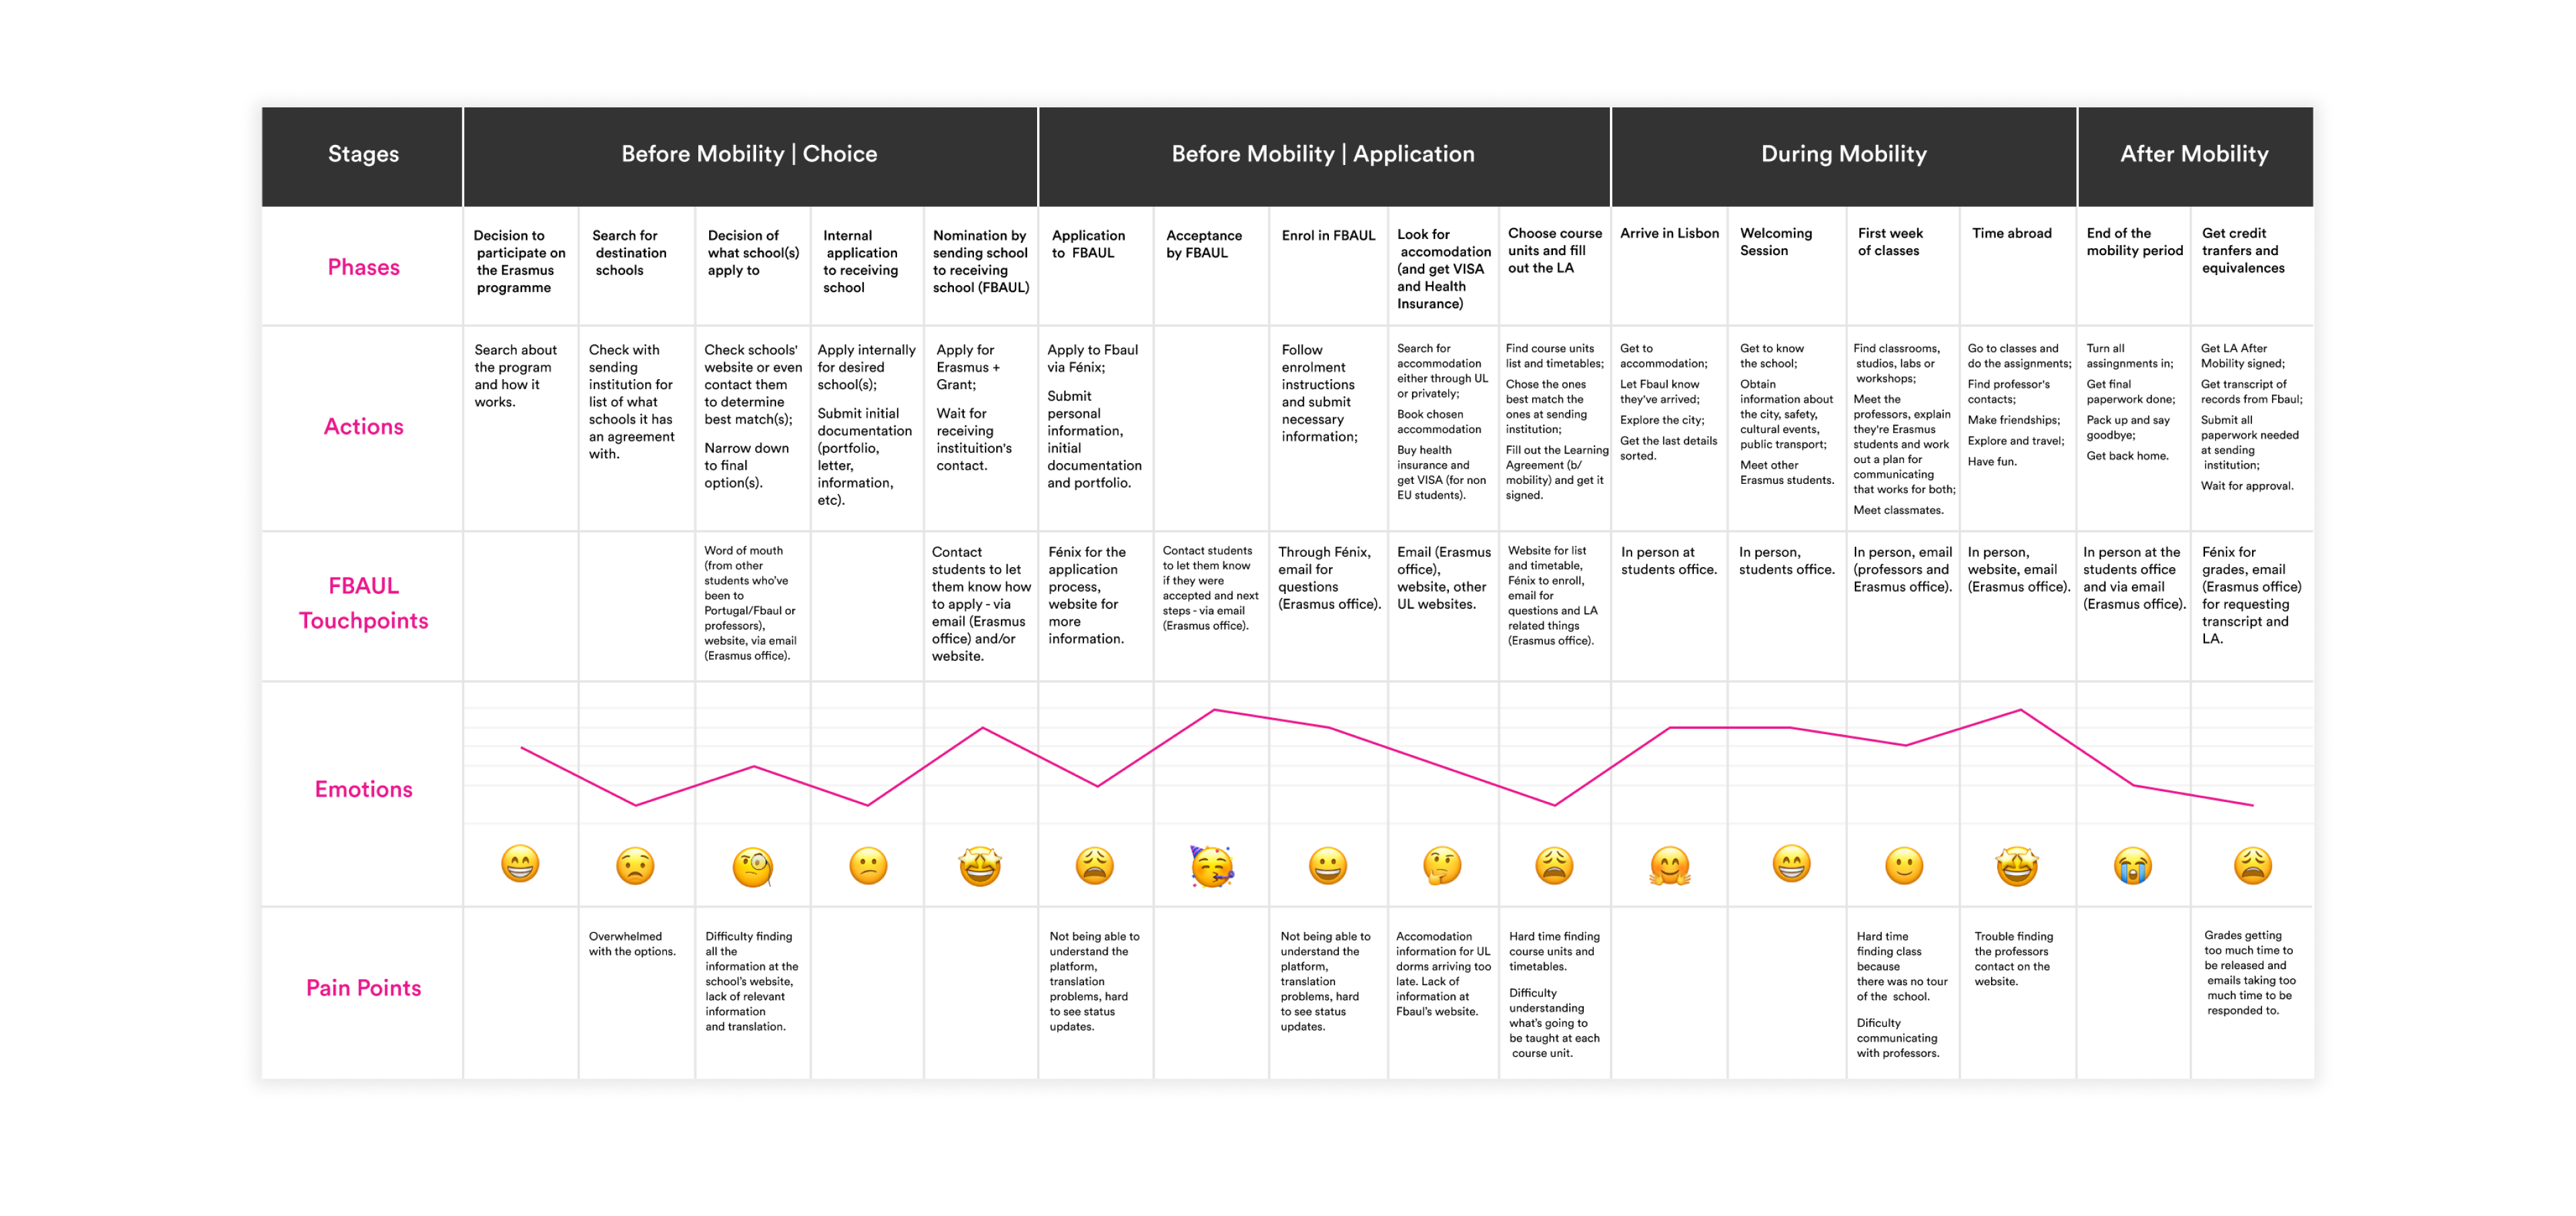 Stages
Before Mobility | Choice
Before Mobility | Application
During Mobility
After Mobility
Phases
Decision to
participate on
the Erasmus
programme
Search for
destination
schools
Decision of
what school(s)
apply to
Internal
application
to receiving
school
Nomination by
sending school
to receiving
school (FBAUL)
Application
to FBAUL
Acceptance
by FBAUL
Enrol in FBAUL
Look for
accomodation
(and get VISA
and Health
Insurance)
Choose course
units and fill
out the LA
Arrive in Lisbon
Welcoming
Session
First week
of classes
Time abroad
End of the
mobility period
Get credit
tranfers and
equivalences
Actions
Search about
the program
and how it
works.
Check with
sending
institution for
list of what
schools it has
an agreement
with.
Check schools'
website or even
contact them
to determine
best match(s);
Narrow down
to final
option(s).
Apply internally
for desired
school(s);
Submit initial
documentation
(portfolio,
letter,
information,
etc).
Apply for
Erasmus +
Grant;
Wait for
receiving
instituition's
contact.
Apply to Fbaul
via Fénix;
Submit
personal
information,
initial
documentation
and portfolio.
Follow
enrolment
instructions
and submit
necessary
information;
Search for
accommodation
either through UL
or privately;
Book chosen
accommodation
Buy health
insurance and
get VISA (for non
EU students).
Find course units
list and timetables;
Chose the ones
best match the
ones at sending
institution;
Fill out the Learning
Agreement (b/
mobility) and get it
signed.
Get to
accommodation;
Let Fbaul know
they've arrived;
Explore the city;
Get the last details
sorted.
Get to know
the school;
Obtain
information about
the city, safety,
cultural events,
public transport;
Meet other
Erasmus students.
Find classrooms,
studios, labs or
workshops;
Meet the
professors, explain
they're Erasmus
students and work
out a plan for
communicating
that works for both;
Meet classmates.
Go to classes and
do the assignments;
Find professor's
contacts;
Make friendships;
Explore and travel;
Have fun.
Turn all
assingnments in;
Get final
paperwork done;
Pack up and say
goodbye;
Get back home.
Get LA After
Mobility signed;
Get transcript of
records from Fbaul;
Submit all
paperwork needed
at sending
institution;
Wait for approval.
FBAUL
Touchpoints
Word of mouth
(from other
students who've
been to
Portugal/Fbaul or
professors),
website, via email
(Erasmus office).
Contact
students to let
them know how
to apply - via
email (Erasmus
office) and/or
website.
Fénix for the
application
process,
website for
more
information.
Contact students
to let them know
if they were
accepted and next
steps - via email
(Erasmus office).
Through Fénix,
email for
questions
(Erasmus office).
Email (Erasmus
office),
website, other
UL websites.
Website for list
and timetable,
Fénix to enroll,
email for
questions and LA
related things
(Erasmus office).
In person at
students office.
In person,
students office.
In person, email
(professors and
Erasmus office).
In person,
website, email
(Erasmus office).
In person at the
students office
and via email
(Erasmus office).
Fénix for
grades, email
(Erasmus office)
for requesting
transcript and
LA.
Emotions
Pain Points
Overwhelmed
with the options.
Difficulty finding
all the
information at the
school's website,
lack of relevant
information
and translation.
Not being able to
understand the
platform,
translation
problems, hard
to see status
updates.
Not being able to
understand the
platform,
translation
problems, hard
to see status
updates.
Accomodation
information for UL
dorms arriving too
late. Lack of
information at
Fbaul's website.
Hard time finding
course units and
timetables.
Difficulty
understanding
what's going to
be taught at each
course unit.
Hard time
finding class
because
there was no tour
of the school.
Dificulty
communicating
with professors.
Trouble finding
the professors
contact on the
website.
Grades getting
too much time to
be released and
emails taking too
much time to be
responded to.